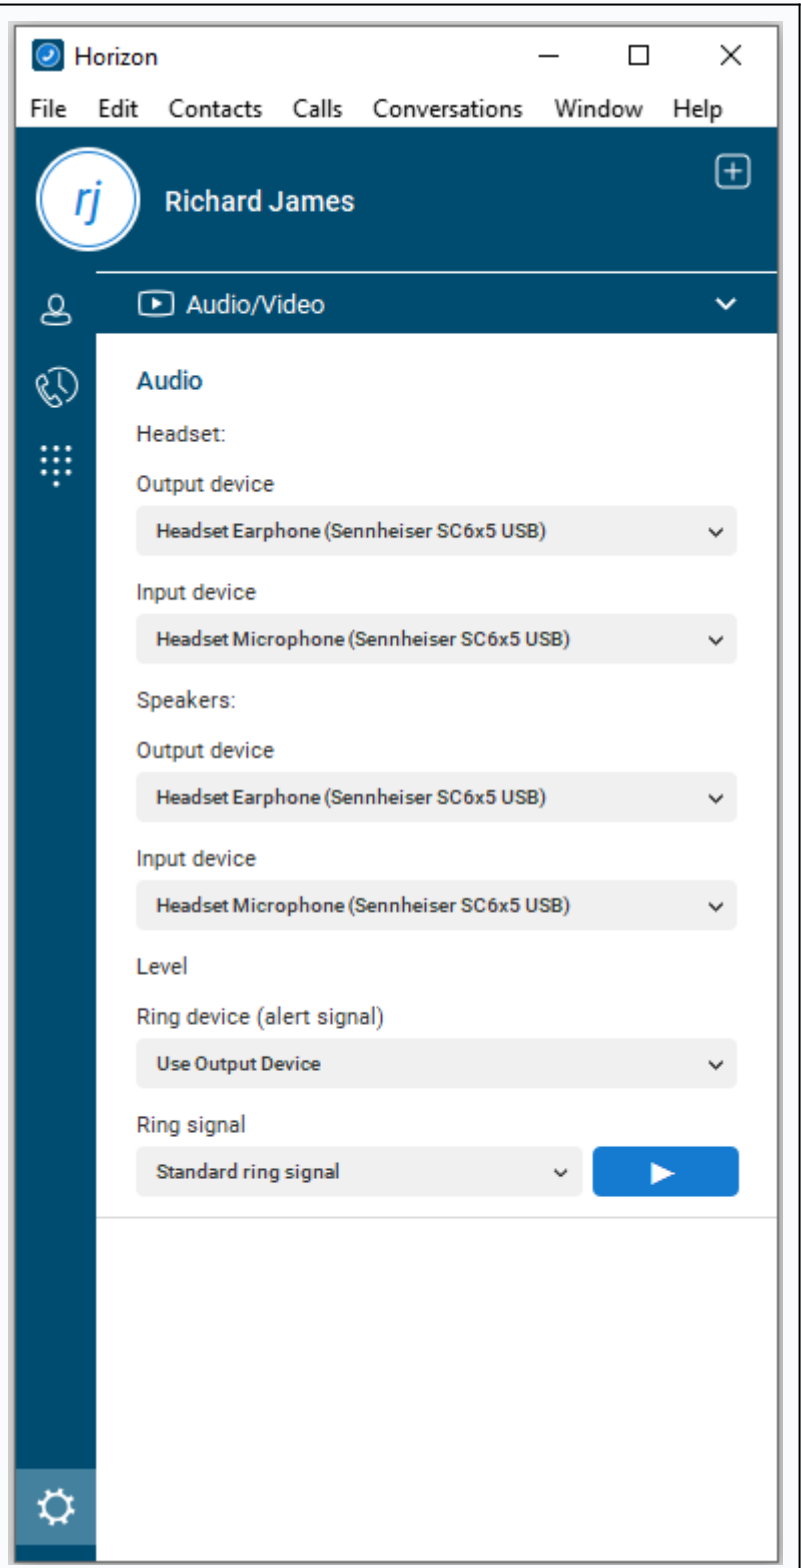 Horizon
File Edit Contacts Calls Conversations Window Help
rj
Richard James
Audio/Video
Audio
Headset:
Output device
Headset Earphone (Sennheiser SC6x5 USB)
Input device
Headset Microphone (Sennheiser SC6x5 USB)
Speakers:
Output device
Headset Earphone (Sennheiser SC6x5 USB)
Input device
Headset Microphone (Sennheiser SC6x5 USB)
Level
Ring device (alert signal)
Use Output Device
Ring signal
Standard ring signal